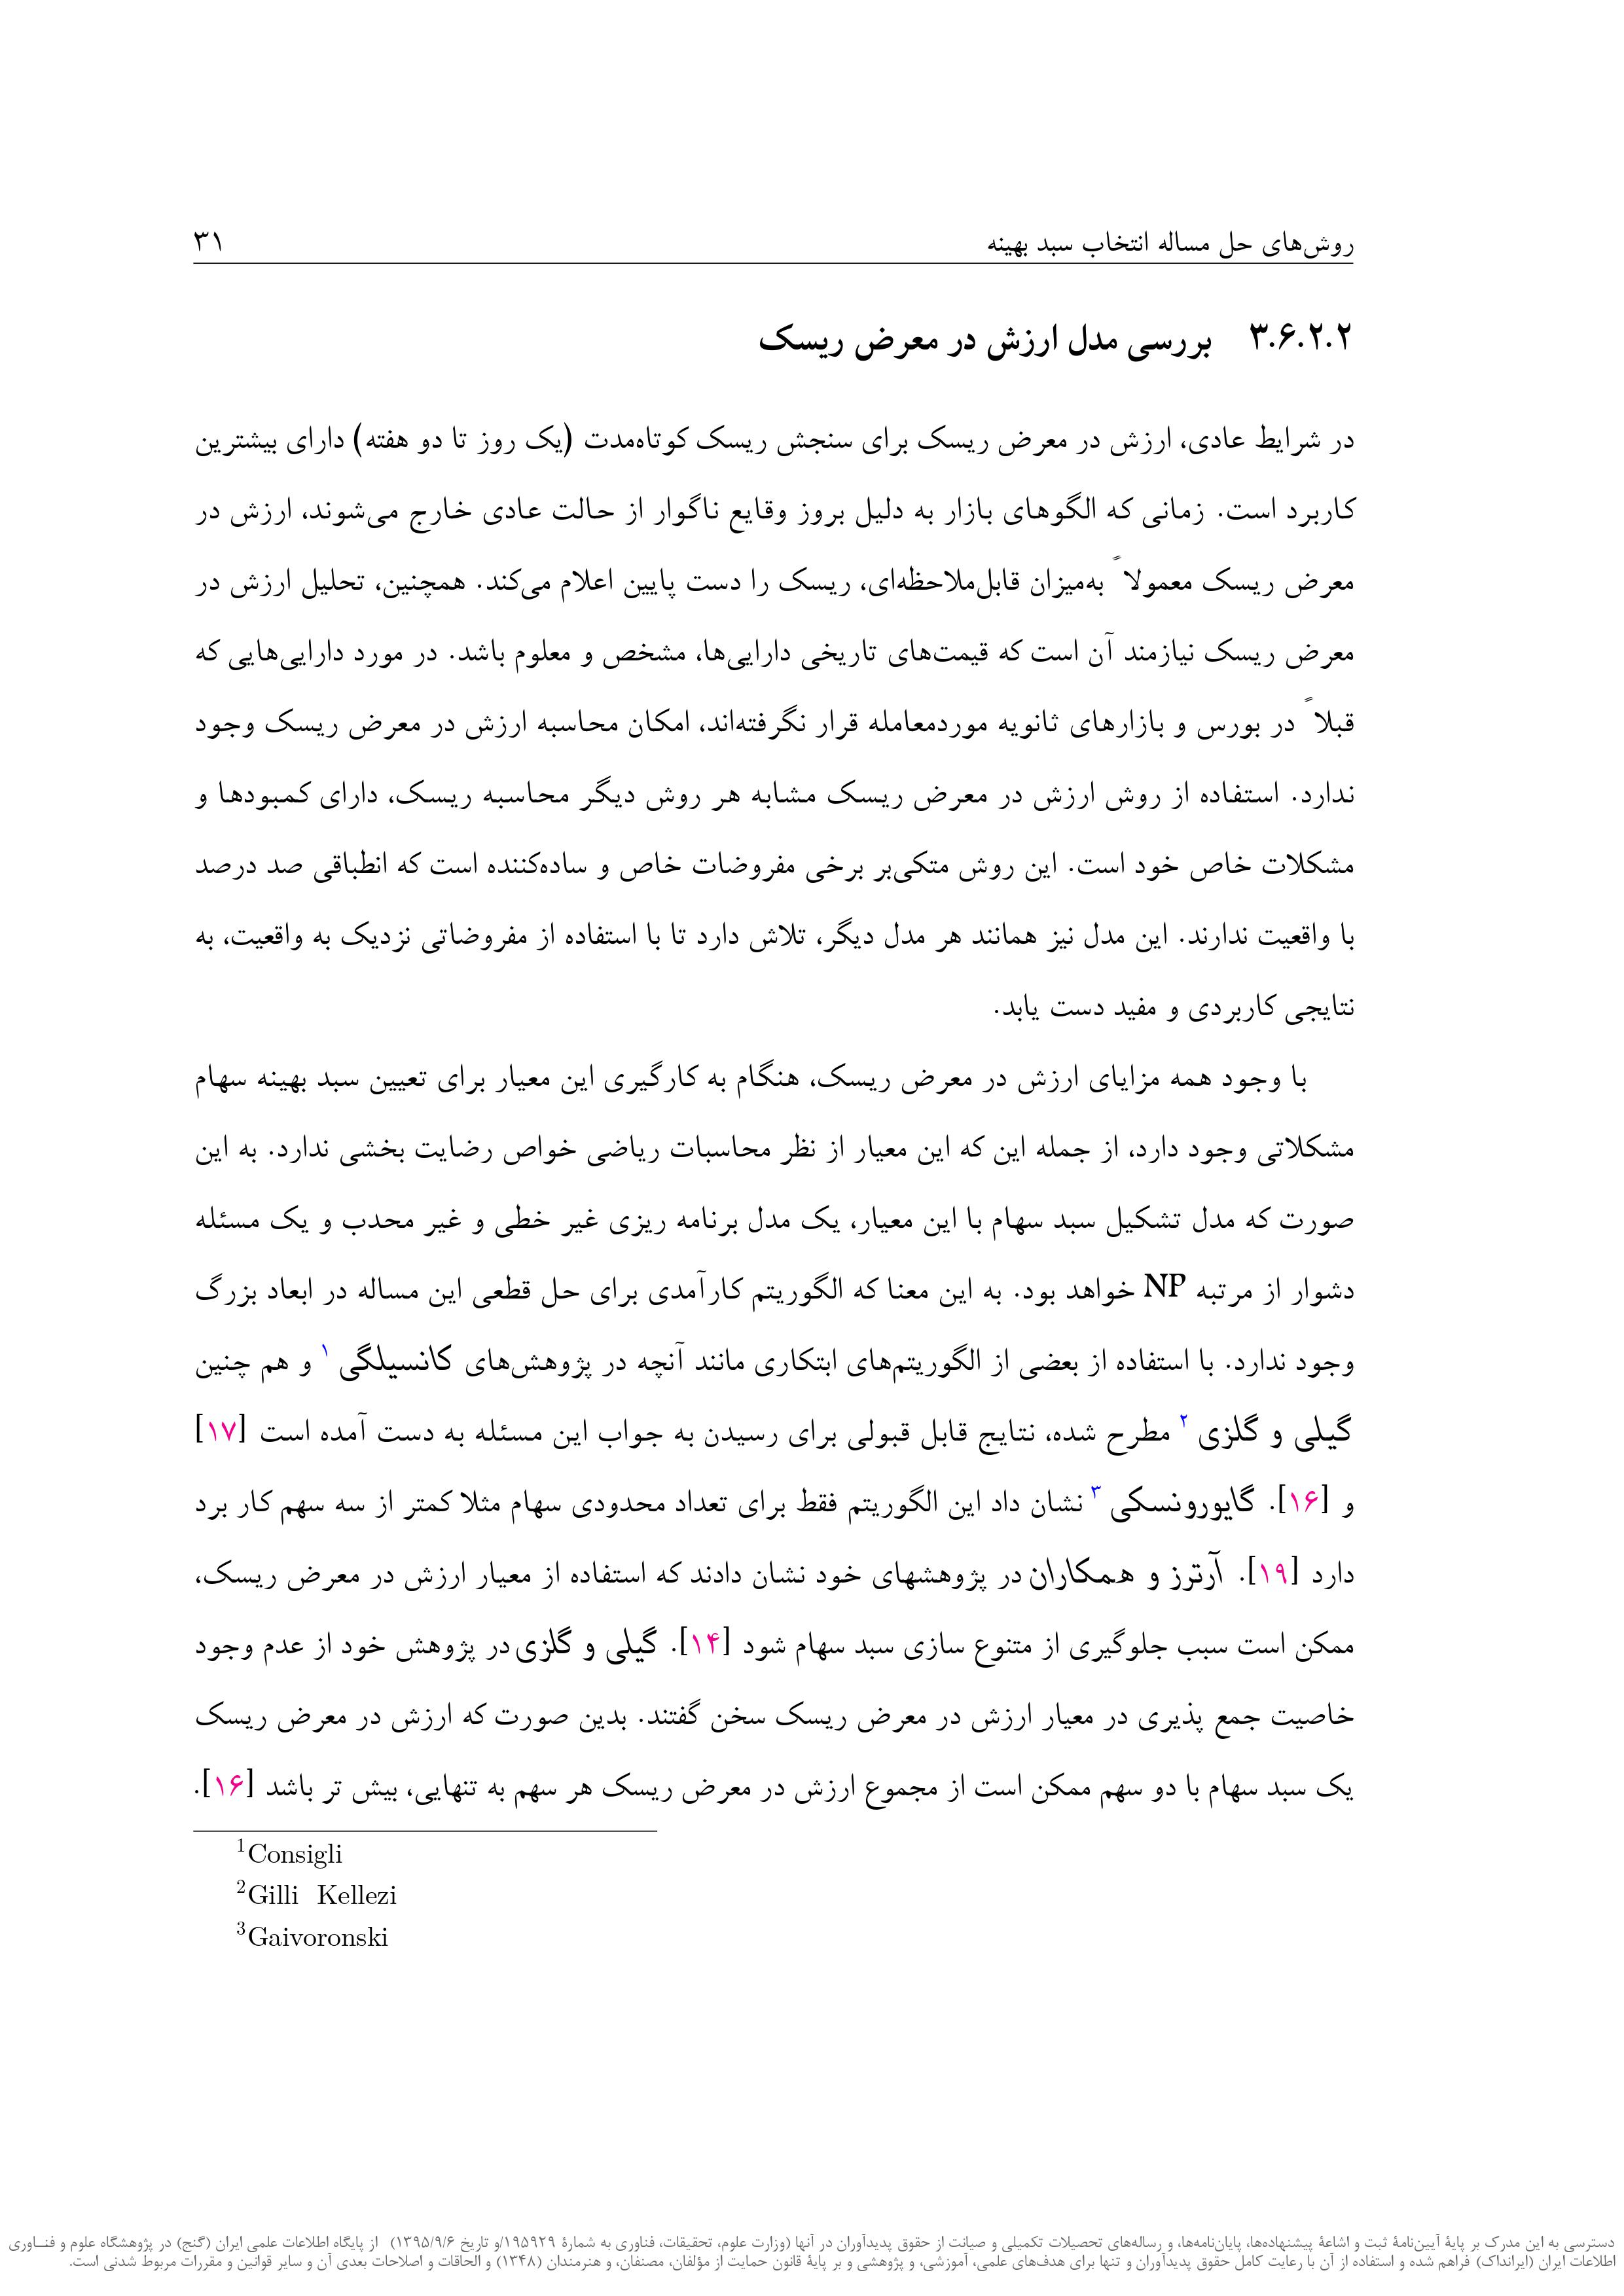 روش‌های حل مساله انتخاب سبد بهینه ۳۱
۳.۶.۲.۲ بررسی مدل ارزش در معرض ریسک
در شرایط عادی، ارزش در معرض ریسک برای سنجش ریسک کوتاه‌مدت (یک روز تا دو هفته) دارای بیشترین
کاربرد است. زمانی که الگوهای بازار به دلیل بروز وقایع ناگوار از حالت عادی خارج می‌شوند، ارزش در
معرض ریسک معمولاً به‌میزان قابل‌ملاحظه‌ای، ریسک را دست پایین اعلام می‌کند. همچنین، تحلیل ارزش در
معرض ریسک نیازمند آن است که قیمت‌های تاریخی دارایی‌ها، مشخص و معلوم باشد. در مورد دارایی‌هایی که
قبلاً در بورس و بازارهای ثانویه موردمعامله قرار نگرفته‌اند، امکان محاسبه ارزش در معرض ریسک وجود
ندارد. استفاده از روش ارزش در معرض ریسک مشابه هر روش دیگر محاسبه ریسک، دارای کمبودها و
مشکلات خاص خود است. این روش متکی‌بر برخی مفروضات خاص و ساده‌کننده است که انطباقی صد درصد
با واقعیت ندارند. این مدل نیز همانند هر مدل دیگر، تلاش دارد تا با استفاده از مفروضاتی نزدیک به واقعیت، به
نتایجی کاربردی و مفید دست یابد.
با وجود همه مزایای ارزش در معرض ریسک، هنگام به کارگیری این معیار برای تعیین سبد بهینه سهام
مشکلاتی وجود دارد، از جمله این که این معیار از نظر محاسبات ریاضی خواص رضایت بخشی ندارد. به این
صورت که مدل تشکیل سبد سهام با این معیار، یک مدل برنامه ریزی غیر خطی و غیر محدب و یک مسئله
دشوار از مرتبه NP خواهد بود. به این معنا که الگوریتم کارآمدی برای حل قطعی این مساله در ابعاد بزرگ
وجود ندارد. با استفاده از بعضی از الگوریتم‌های ابتکاری مانند آنچه در پژوهش‌های کانسیلگی ۱ و هم چنین
گیلی و گلزی ۲ مطرح شده، نتایج قابل قبولی برای رسیدن به جواب این مسئله به دست آمده است [۱۷]
و [۱۶]. گایورونسکی ۳ نشان داد این الگوریتم فقط برای تعداد محدودی سهام مثلا کمتر از سه سهم کار برد
دارد [۱۹]. آرتزز و همکاران در پژوهشهای خود نشان دادند که استفاده از معیار ارزش در معرض ریسک،
ممکن است سبب جلوگیری از متنوع سازی سبد سهام شود [۱۴]. گیلی و گلزی در پژوهش خود از عدم وجود
خاصیت جمع پذیری در معیار ارزش در معرض ریسک سخن گفتند. بدین صورت که ارزش در معرض ریسک
یک سبد سهام با دو سهم ممکن است از مجموع ارزش در معرض ریسک هر سهم به تنهایی، بیش تر باشد [۱۶].
1Consigli
2Gilli Kellezi
3Gaivoronski
دسترسی به این مدرک بر پایهٔ آیین‌نامهٔ ثبت و اشاعهٔ پیشنهاده‌ها، پایان‌نامه‌ها، و رساله‌های تحصیلات تکمیلی و صیانت از حقوق پدیدآوران در آنها (وزارت علوم، تحقیقات، فناوری به شمارهٔ ۱۹۵۹۲۹/و تاریخ ۱۳۹۵/۹/۶) از پایگاه اطلاعات علمی ایران (گنج) در پژوهشگاه علوم و فنـاوری
اطلاعات ایران (ایرانداک) فراهم شده و استفاده از آن با رعایت کامل حقوق پدیدآوران و تنها برای هدف‌های علمی، آموزشی، و پژوهشی و بر پایهٔ قانون حمایت از مؤلفان، مصنفان، و هنرمندان (۱۳۴۸) و الحاقات و اصلاحات بعدی آن و سایر قوانین و مقررات مربوط شدنی است.